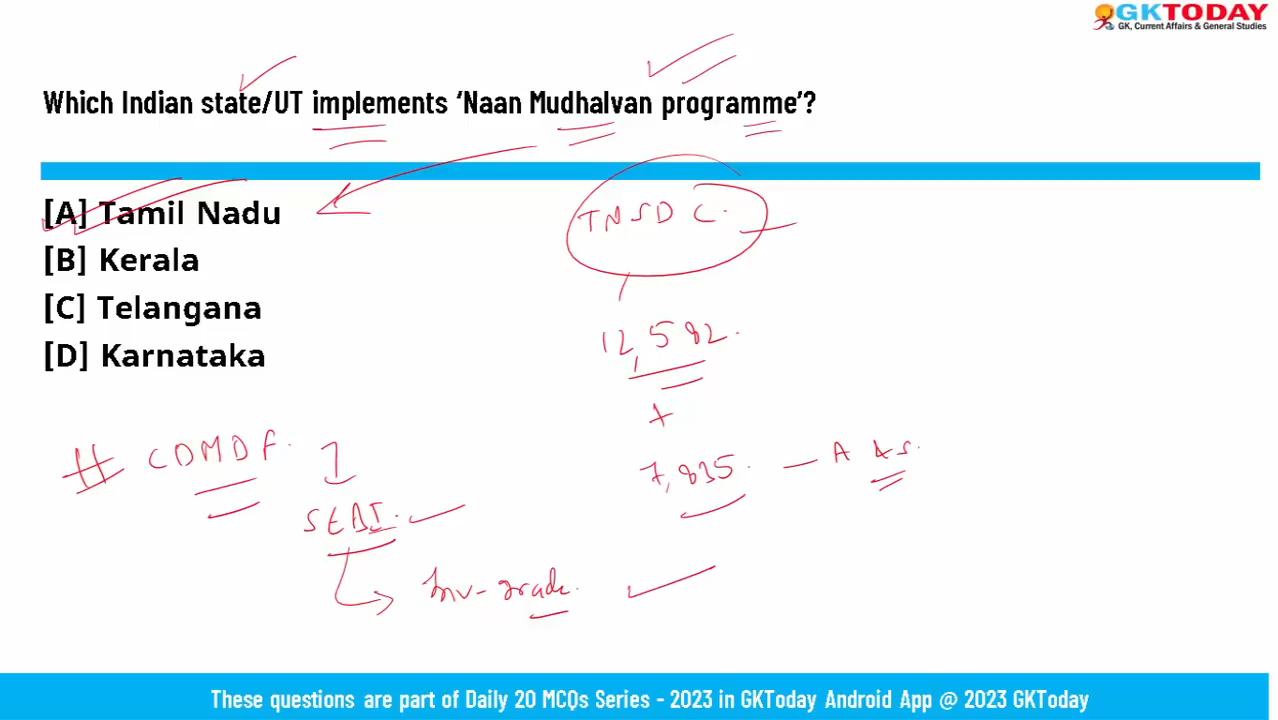 GKTODAY
GK, Current Affairs & General Studies
Which Indian state/UT implements ‘Naan Mudhalvan programme’?
[A] Tamil Nadu
[B] Kerala
[C] Telangana
[D] Karnataka
TNSDC.
12,582.
+
7,835. – A & S.
# CDMDF.
SEBI.
Inv-grade.
These questions are part of Daily 20 MCQs Series - 2023 in GKToday Android App @ 2023 GKToday